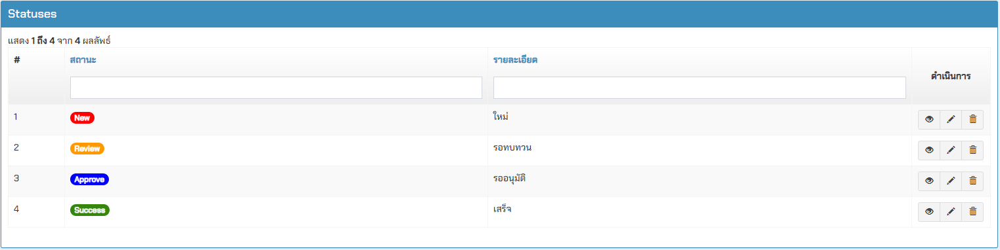 Statuses
แสดง 1 ถึง 4 จาก 4 ผลลัพธ์
# สถานะ รายละเอียด ดำเนินการ
1 New ใหม่
2 Review รอทบทวน
3 Approve รออนุมัติ
4 Success เสร็จ